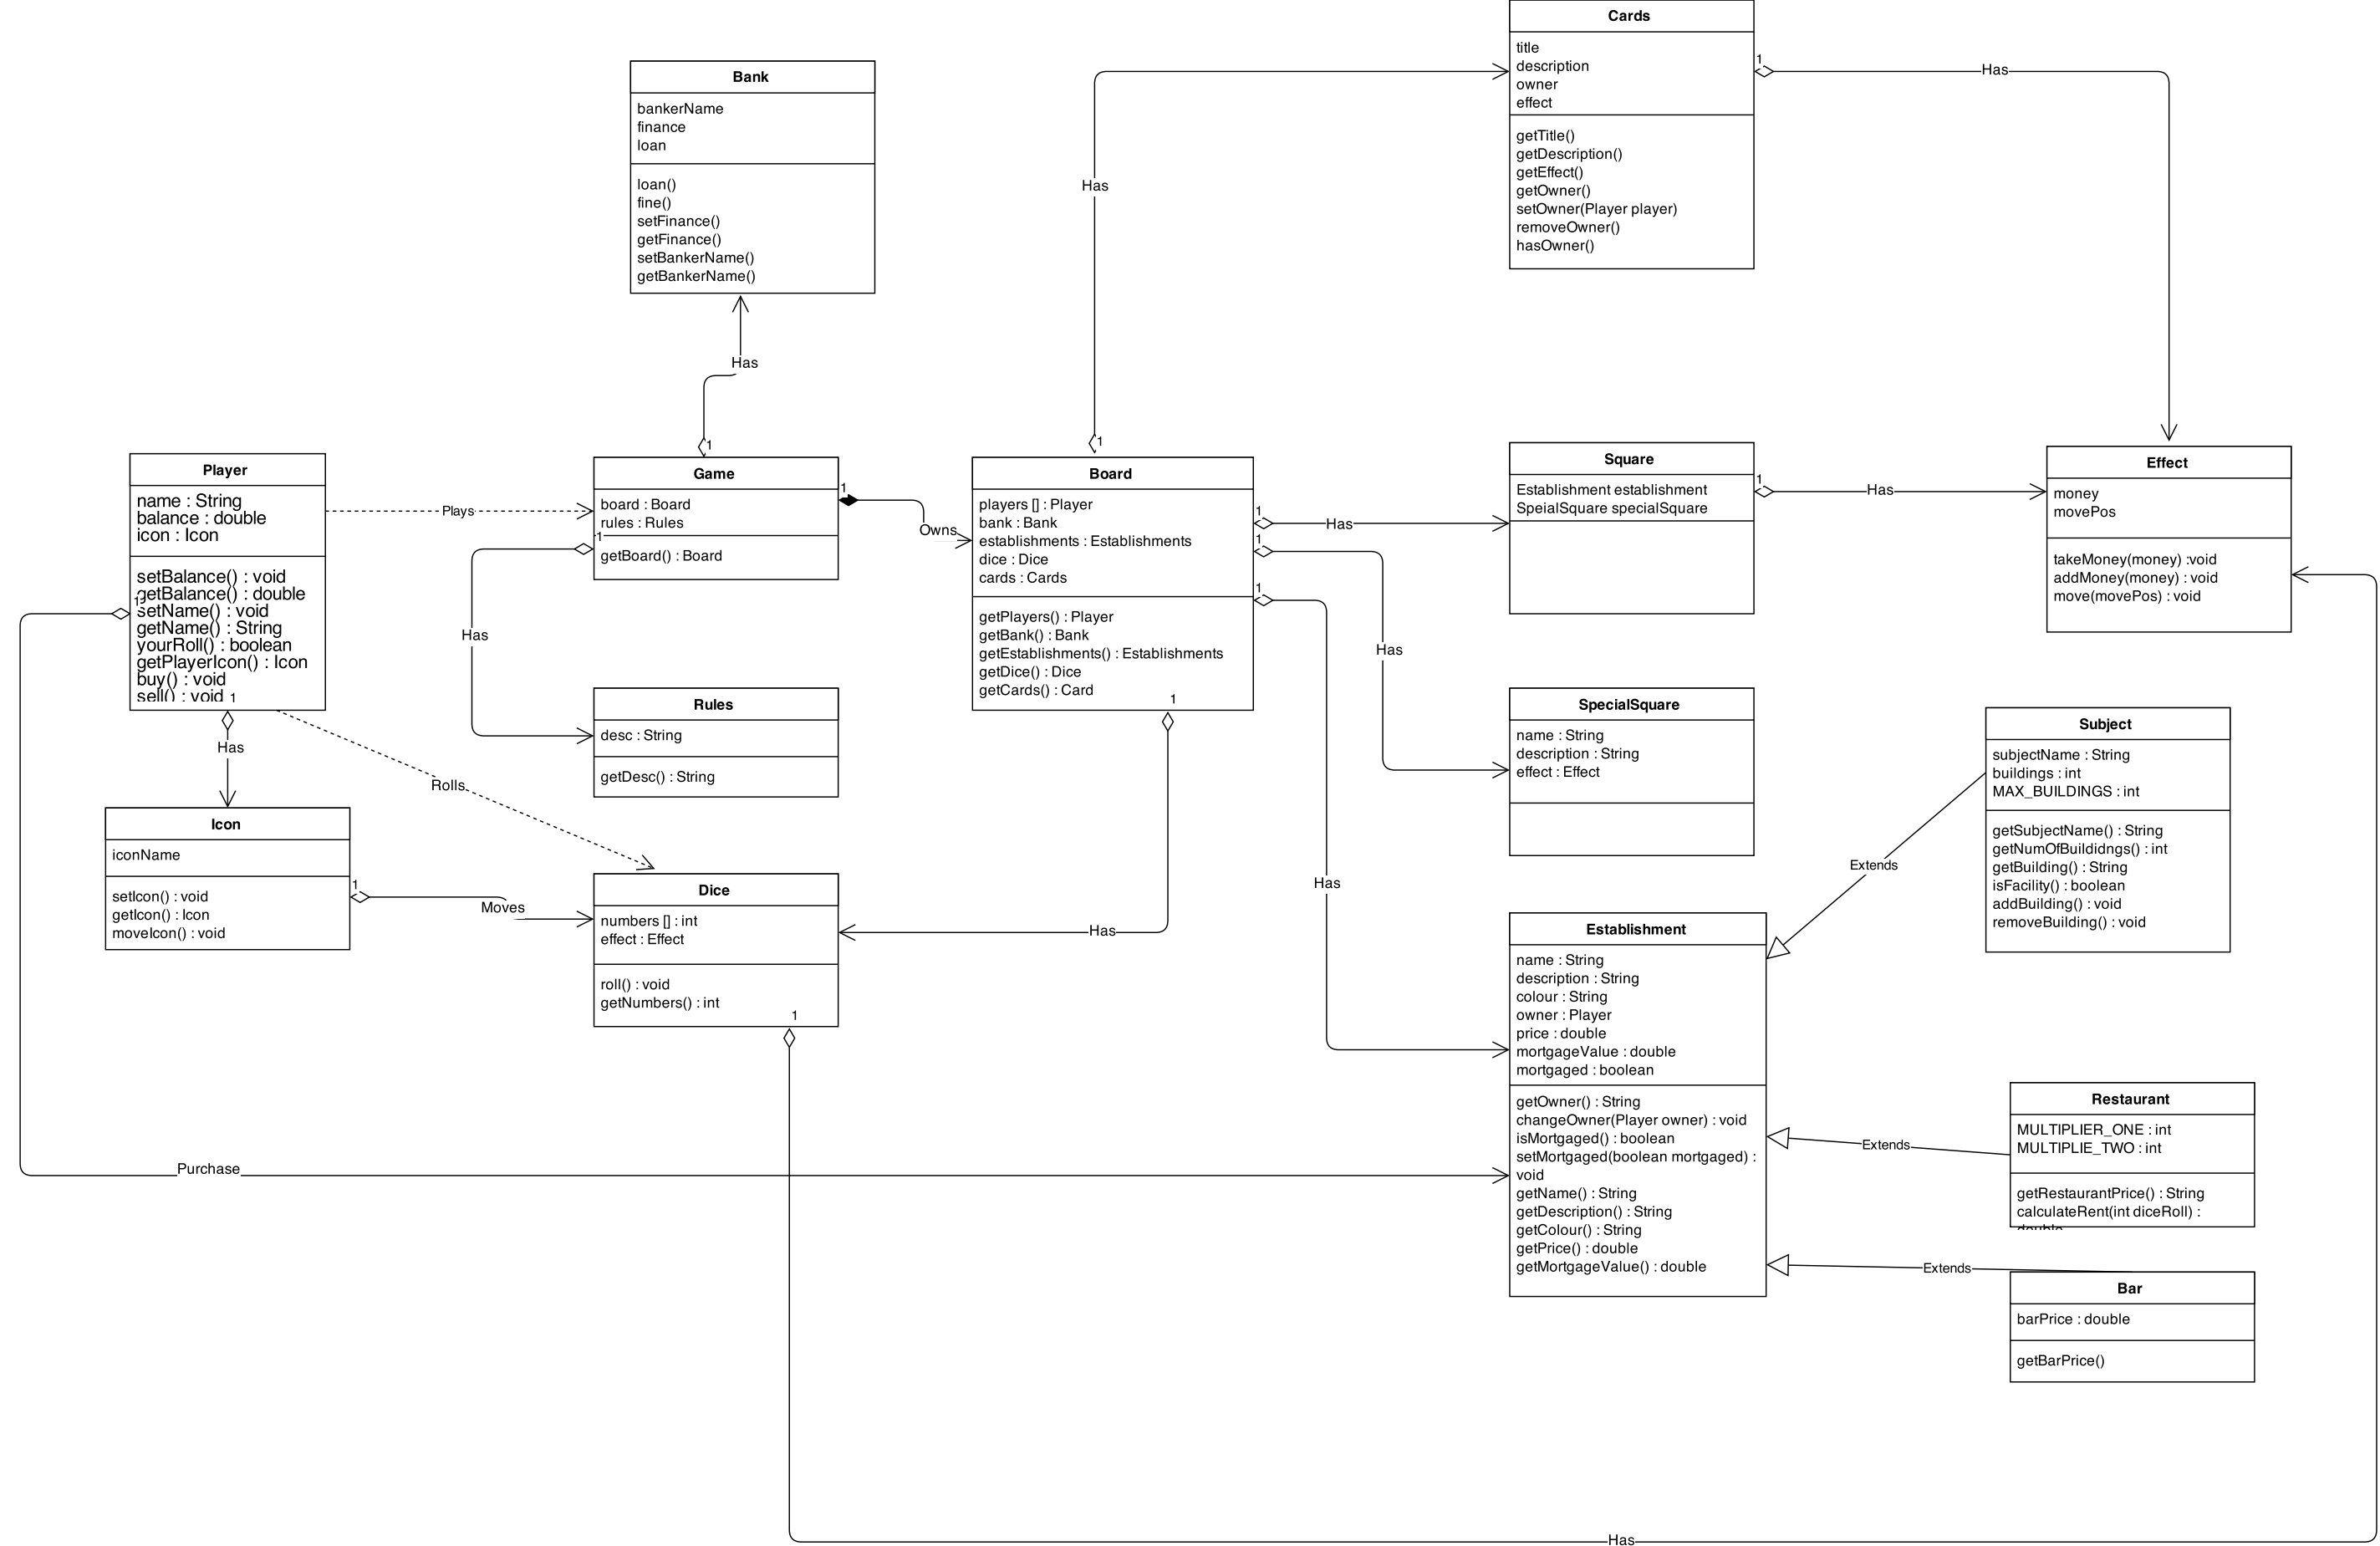 Cards
title
description
owner
effect
getTitle()
getDescription()
getEffect()
getOwner()
setOwner(Player player)
removeOwner()
hasOwner()
1
Has
Has
Bank
bankerName
finance
loan
loan()
fine()
setFinance()
getFinance()
setBankerName()
getBankerName()
Has
1
Player
name : String
balance : double
icon : Icon
setBalance() : void
getBalance() : double
setName() : void
getName() : String
yourRoll() : boolean
getPlayerIcon() : Icon
buy() : void
sell() : void
1
1
Plays
Game
board : Board
rules : Rules
getBoard() : Board
1
1
Owns
Has
Board
players [] : Player
bank : Bank
establishments : Establishments
dice : Dice
cards : Cards
getPlayers() : Player
getBank() : Bank
getEstablishments() : Establishments
getDice() : Dice
getCards() : Card
1
1
1
1
1
Has
Has
Has
Has
Square
Establishment establishment
SpeialSquare specialSquare
1
Has
Effect
money
movePos
takeMoney(money) :void
addMoney(money) : void
move(movePos) : void
Rules
desc : String
getDesc() : String
SpecialSquare
name : String
description : String
effect : Effect
Subject
subjectName : String
buildings : int
MAX_BUILDINGS : int
getSubjectName() : String
getNumOfBuildidngs() : int
getBuilding() : String
isFacility() : boolean
addBuilding() : void
removeBuilding() : void
Extends
Has
Rolls
Icon
iconName
setIcon() : void
getIcon() : Icon
moveIcon() : void
1
Moves
Dice
numbers [] : int
effect : Effect
roll() : void
getNumbers() : int
1
Establishment
name : String
description : String
colour : String
owner : Player
price : double
mortgageValue : double
mortgaged : boolean
getOwner() : String
changeOwner(Player owner) : void
isMortgaged() : boolean
setMortgaged(boolean mortgaged) :
void
getName() : String
getDescription() : String
getColour() : String
getPrice() : double
getMortgageValue() : double
Purchase
Extends
Restaurant
MULTIPLIER_ONE : int
MULTIPLIE_TWO : int
getRestaurantPrice() : String
calculateRent(int diceRoll) :
double
Extends
Bar
barPrice : double
getBarPrice()
Has